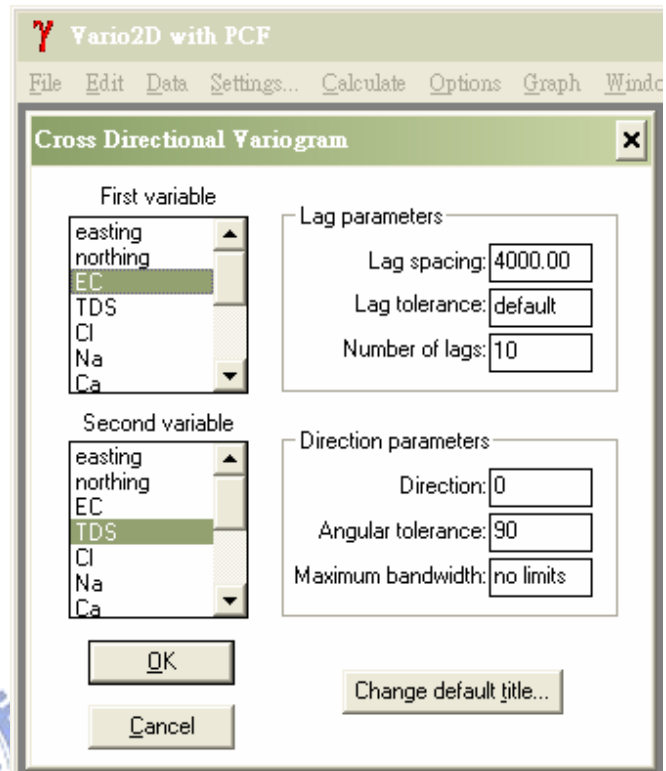 γ Vario2D with PCF
File Edit Data Settings... Calculate Options Graph Windo
Cross Directional Variogram
First variable
easting
northing
EC
TDS
Cl
Na
Ca
Lag parameters
Lag spacing: 4000.00
Lag tolerance: default
Number of lags: 10
Second variable
easting
northing
EC
TDS
Cl
Na
Ca
Direction parameters
Direction: 0
Angular tolerance: 90
Maximum bandwidth: no limits
OK
Cancel
Change default title...